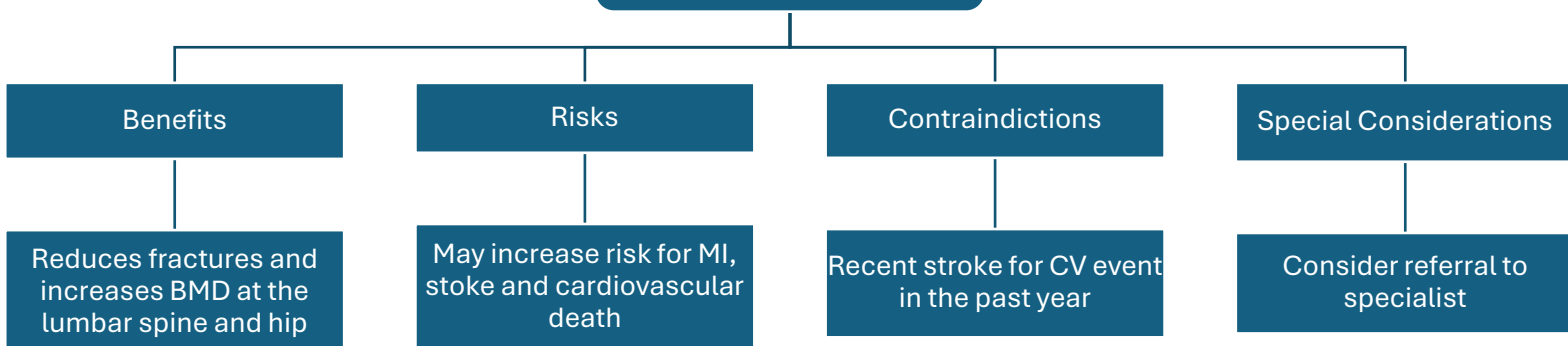 Benefits
Risks
Contraindictions
Special Considerations
Reduces fractures and
increases BMD at the
lumbar spine and hip
May increase risk for MI,
stoke and cardiovascular
death
Recent stroke for CV event
in the past year
Consider referral to
specialist